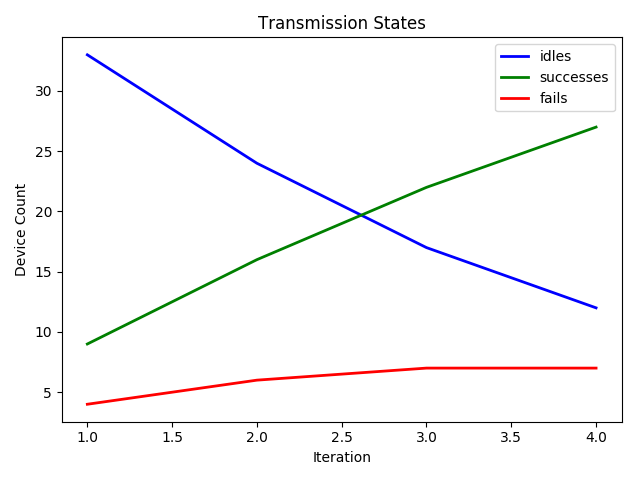 Transmission States
idles
successes
fails
Device Count
30
25
20
15
10
5
1.0 1.5 2.0 2.5 3.0 3.5 4.0
Iteration